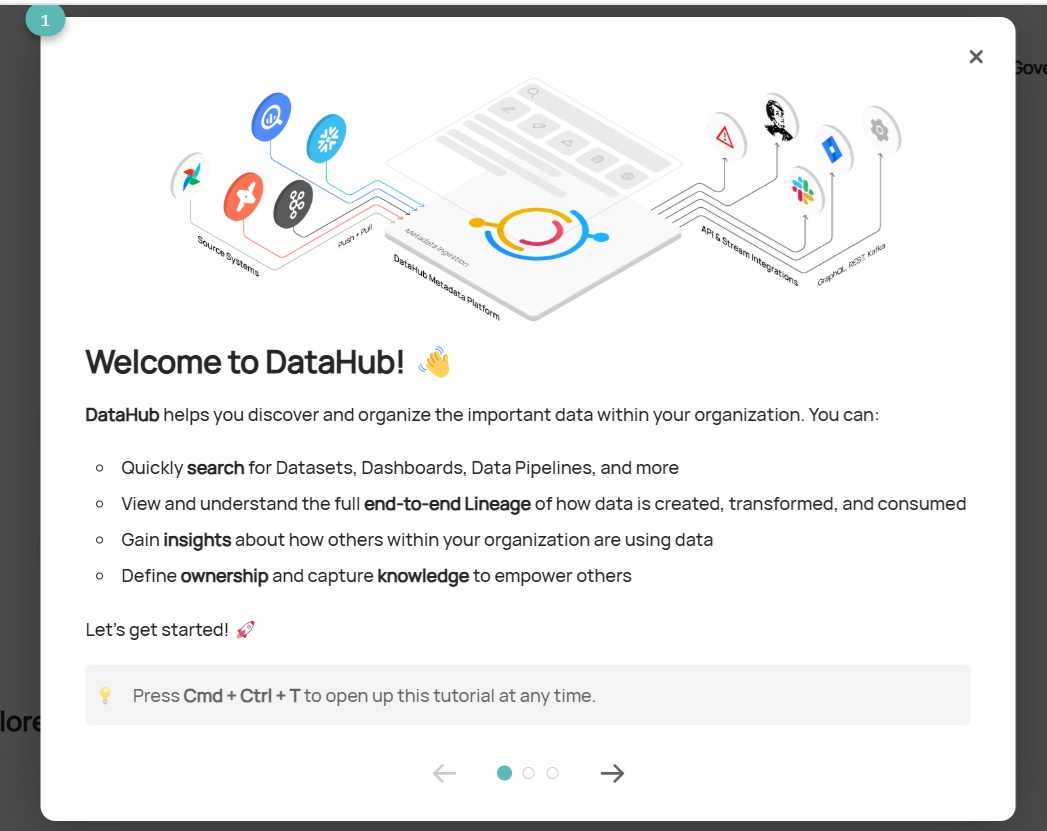 1
Gove
Source Systems
Push + Pull
Metadata Ingestion
DataHub Metadata Platform
API & Stream Integrations
GraphQL, REST, Kafka
Welcome to DataHub! 👋
DataHub helps you discover and organize the important data within your organization. You can:
Quickly search for Datasets, Dashboards, Data Pipelines, and more
View and understand the full end-to-end Lineage of how data is created, transformed, and consumed
Gain insights about how others within your organization are using data
Define ownership and capture knowledge to empower others
Let's get started! 🚀
💡 Press Cmd + Ctrl + T to open up this tutorial at any time.
lore